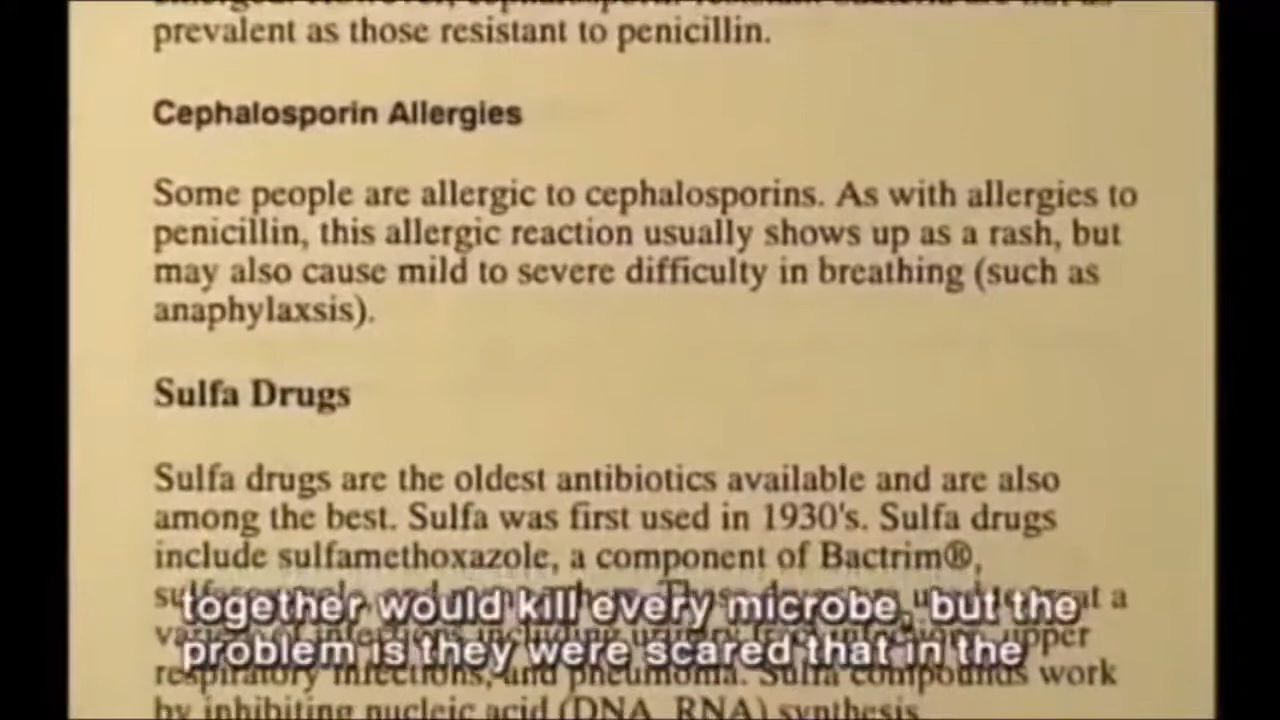 prevalent as those resistant to penicillin.
Cephalosporin Allergies
Some people are allergic to cephalosporins. As with allergies to
penicillin, this allergic reaction usually shows up as a rash, but
may also cause mild to severe difficulty in breathing (such as
anaphylaxsis).
Sulfa Drugs
Sulfa drugs are the oldest antibiotics available and are also
among the best. Sulfa was first used in 1930's. Sulfa drugs
include sulfamethoxazole, a component of Bactrim®,
together would kill every microbe, but the
problem is they were scared that in the
a
upper
respiratory infections, and pneumonia. Sulfa compounds work
by inhibiting nucleic acid (DNA, RNA) synthesis